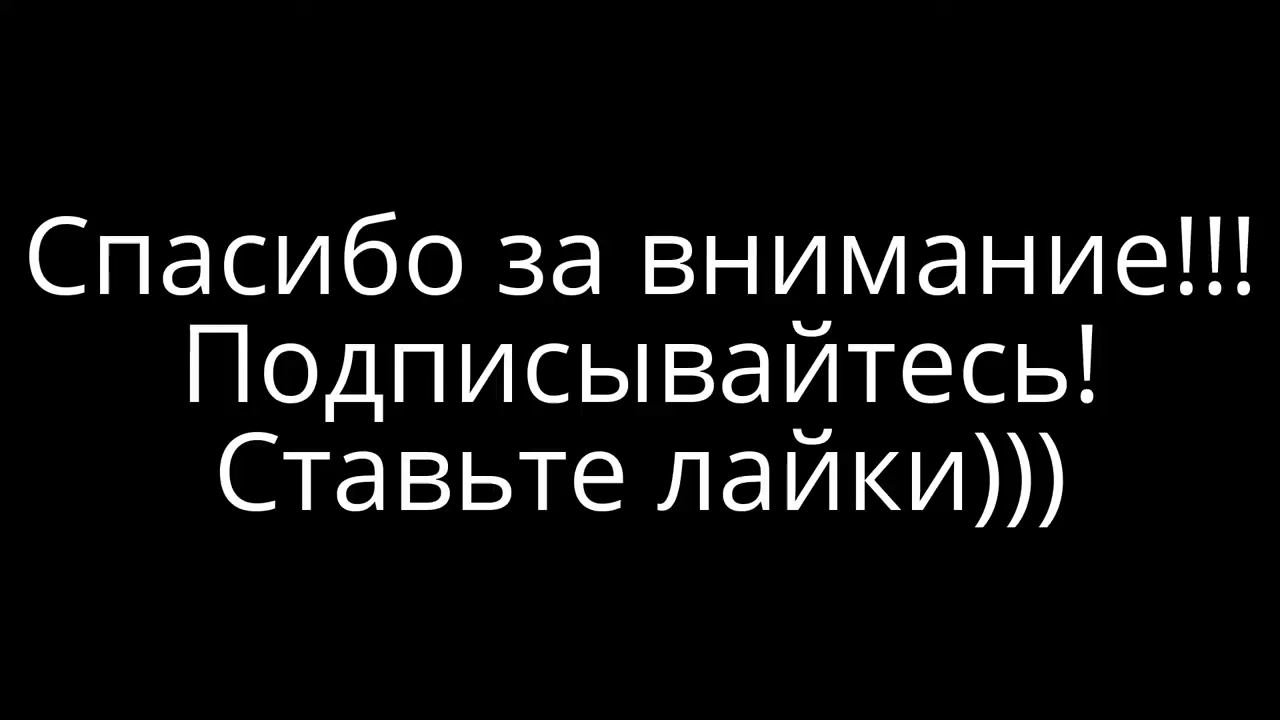 Спасибо за внимание!!!
Подписывайтесь!
Ставьте лайки)))